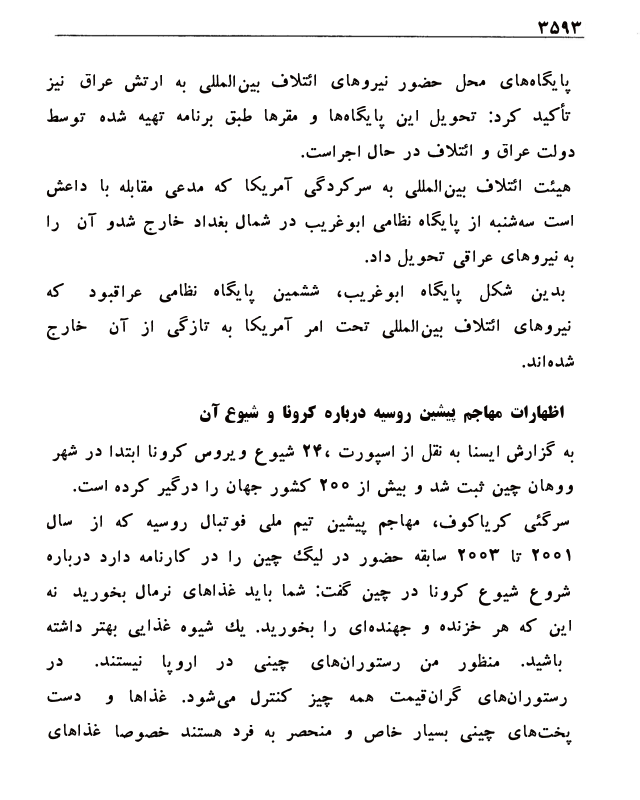 ۳۵۹۳
پایگاه‌های محل حضور نیروهای ائتلاف بین‌المللی به ارتش عراق نیز
تأکید کرد: تحویل این پایگاه‌ها و مقرها طبق برنامه تهیه شده توسط
دولت عراق و ائتلاف در حال اجراست.
هیئت ائتلاف بین‌المللی به سرکردگی آمریکا که مدعی مقابله با داعش
است سه‌شنبه از پایگاه نظامی ابوغریب در شمال بغداد خارج شدو آن را
به نیروهای عراقی تحویل داد.
بدین شکل پایگاه ابوغریب، ششمین پایگاه نظامی عراقبود که
نیروهای ائتلاف بین‌المللی تحت امر آمریکا به تازگی از آن خارج
شده‌اند.
اظهارات مهاجم پیشین روسیه درباره کرونا و شیوع آن
به گزارش ایسنا به نقل از اسپورت ،۲۴ شیوع ویروس کرونا ابتدا در شهر
ووهان چین ثبت شد و بیش از ۲۰۰ کشور جهان را درگیر کرده است.
سرگئی کریاکوف، مهاجم پیشین تیم ملی فوتبال روسیه که از سال
۲۰۰۱ تا ۲۰۰۳ سابقه حضور در لیگ چین را در کارنامه دارد درباره
شروع شیوع کرونا در چین گفت: شما باید غذاهای نرمال بخورید نه
این که هر خزنده و جهنده‌ای را بخورید. یك شیوه غذایی بهتر داشته
باشید. منظور من رستوران‌های چینی در اروپا نیستند. در
رستوران‌های گران‌قیمت همه چیز کنترل می‌شود. غذاها و دست
پخت‌های چینی بسیار خاص و منحصر به فرد هستند خصوصا غذاهای